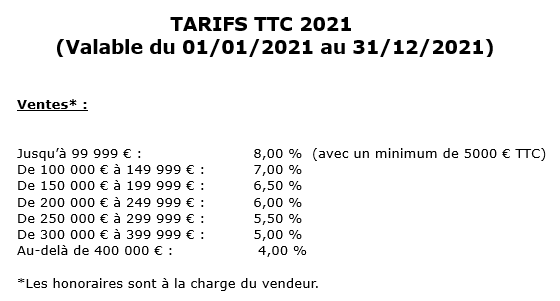 TARIFS TTC 2021
(Valable du 01/01/2021 au 31/12/2021)
Ventes* :
Jusqu’à 99 999 € : 8,00 % (avec un minimum de 5000 € TTC)
De 100 000 € à 149 999 € : 7,00 %
De 150 000 € à 199 999 € : 6,50 %
De 200 000 € à 249 999 € : 6,00 %
De 250 000 € à 299 999 € : 5,50 %
De 300 000 € à 399 999 € : 5,00 %
Au-delà de 400 000 € : 4,00 %
*Les honoraires sont à la charge du vendeur.